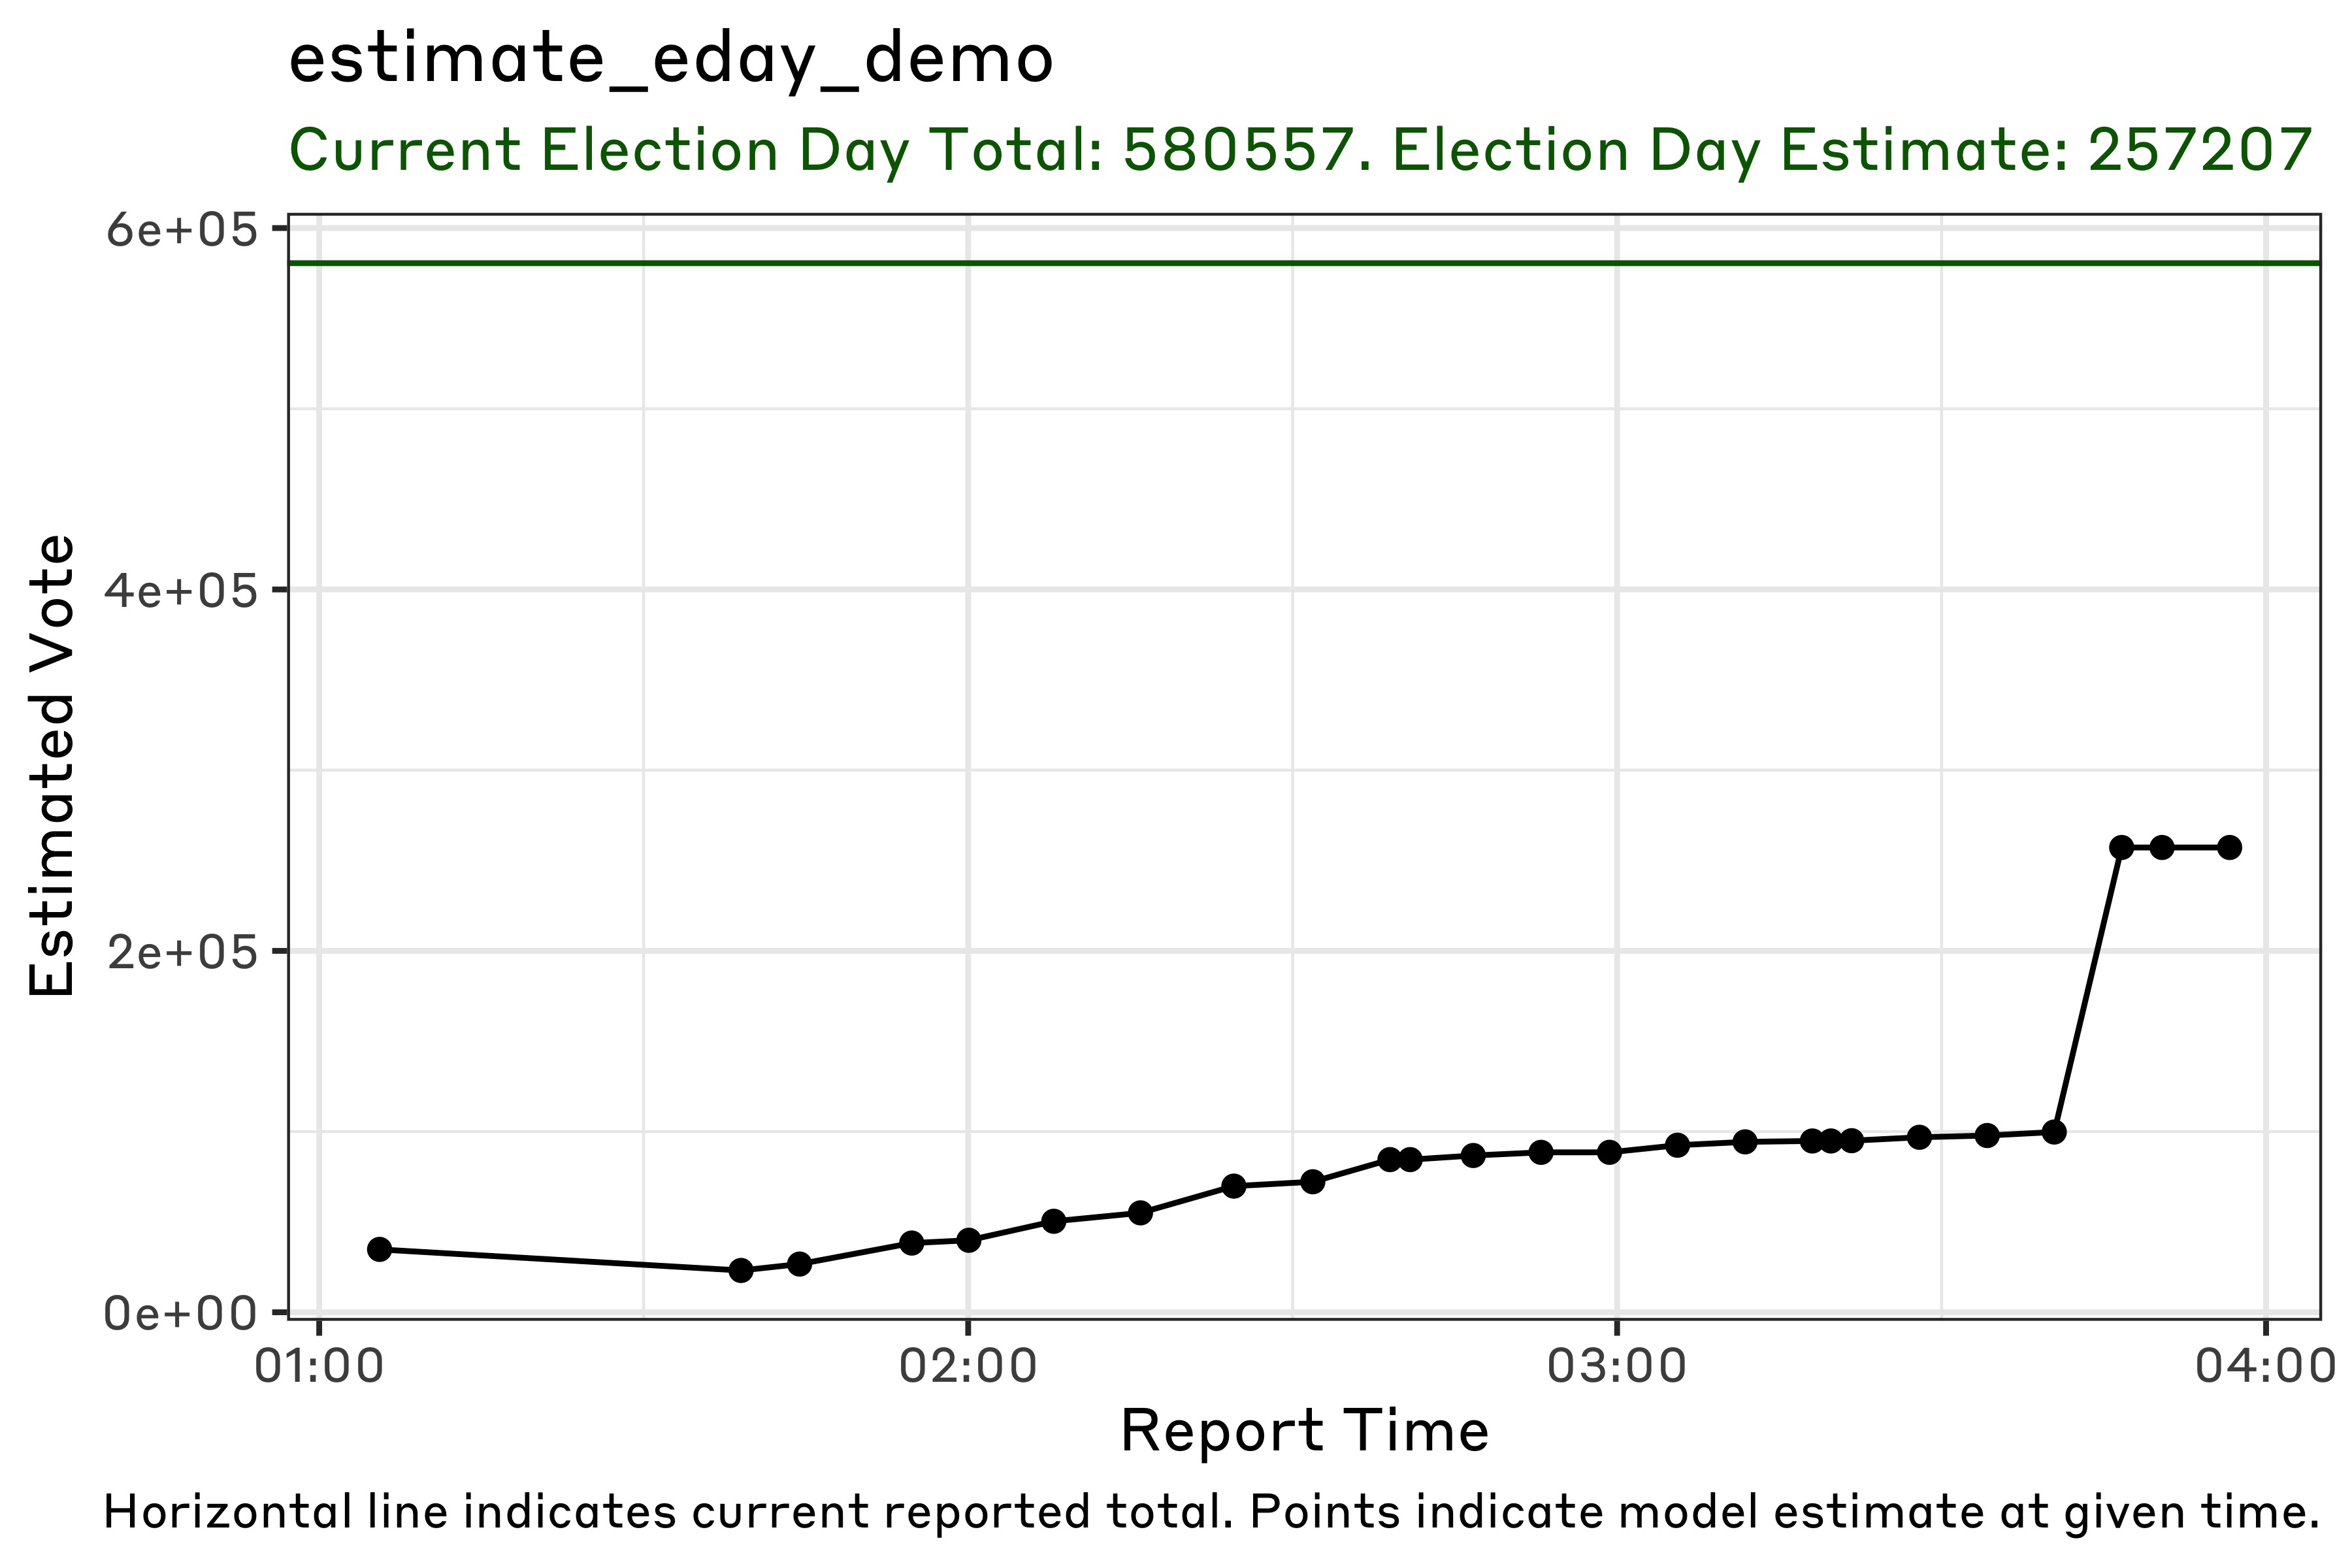 estimate_eday_demo
Current Election Day Total: 580557. Election Day Estimate: 257207
6e+05
4e+05
2e+05
0e+00
Estimated Vote
01:00 02:00 03:00 04:00
Report Time
Horizontal line indicates current reported total. Points indicate model estimate at given time.